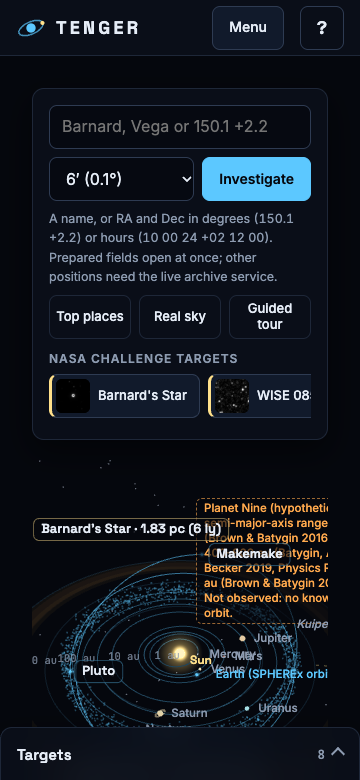 TENGER
Menu
?
Barnard, Vega or 150.1 +2.2
6′ (0.1°)
Investigate
A name, or RA and Dec in degrees (150.1
+2.2) or hours (10 00 24 +02 12 00).
Prepared fields open at once; other
positions need the live archive service.
Top places
Real sky
Guided
tour
NASA CHALLENGE TARGETS
Barnard's Star
WISE 08
Planet Nine (hypothetic
semi-major-axis range
Barnard's Star · 1.83 pc (6 ly)
(Brown & Batygin 2016
Makemake
Becker 2019, Physics R
au (Brown & Batygin 20
Not observed: no know
orbit.
Kuipe
Jupiter
Mercury
Mars
0 au
100 au
10 au
1 au
Sun
Venus
Pluto
Earth (SPHEREx orbi
Saturn
Uranus
Targets
8